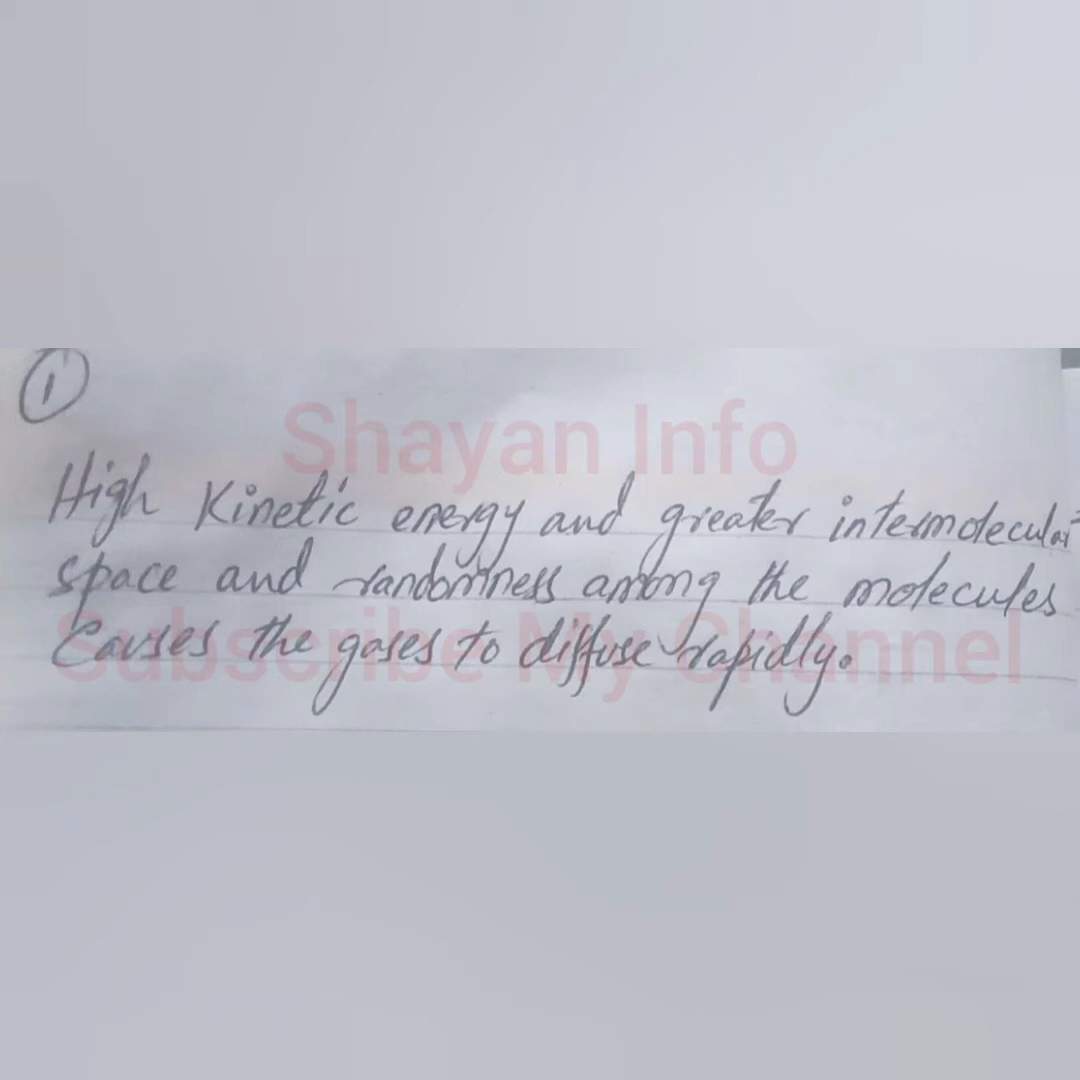 1
Shayan Info
High Kinetic energy and greater intermolecular
space and randomness among the molecules
Subscribe My Channel
Causes the gases to diffuse rapidly.